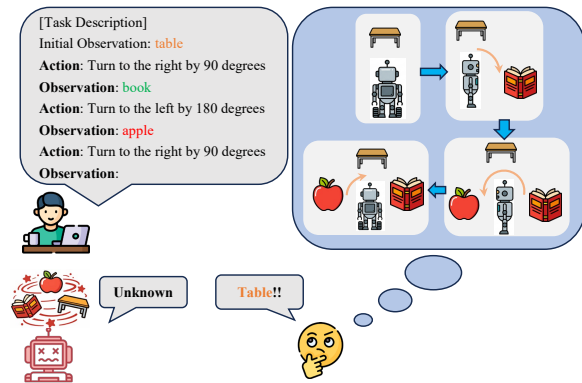 [Task Description]
Initial Observation: table
Action: Turn to the right by 90 degrees
Observation: book
Action: Turn to the left by 180 degrees
Observation: apple
Action: Turn to the right by 90 degrees
Observation:
Unknown
Table!!